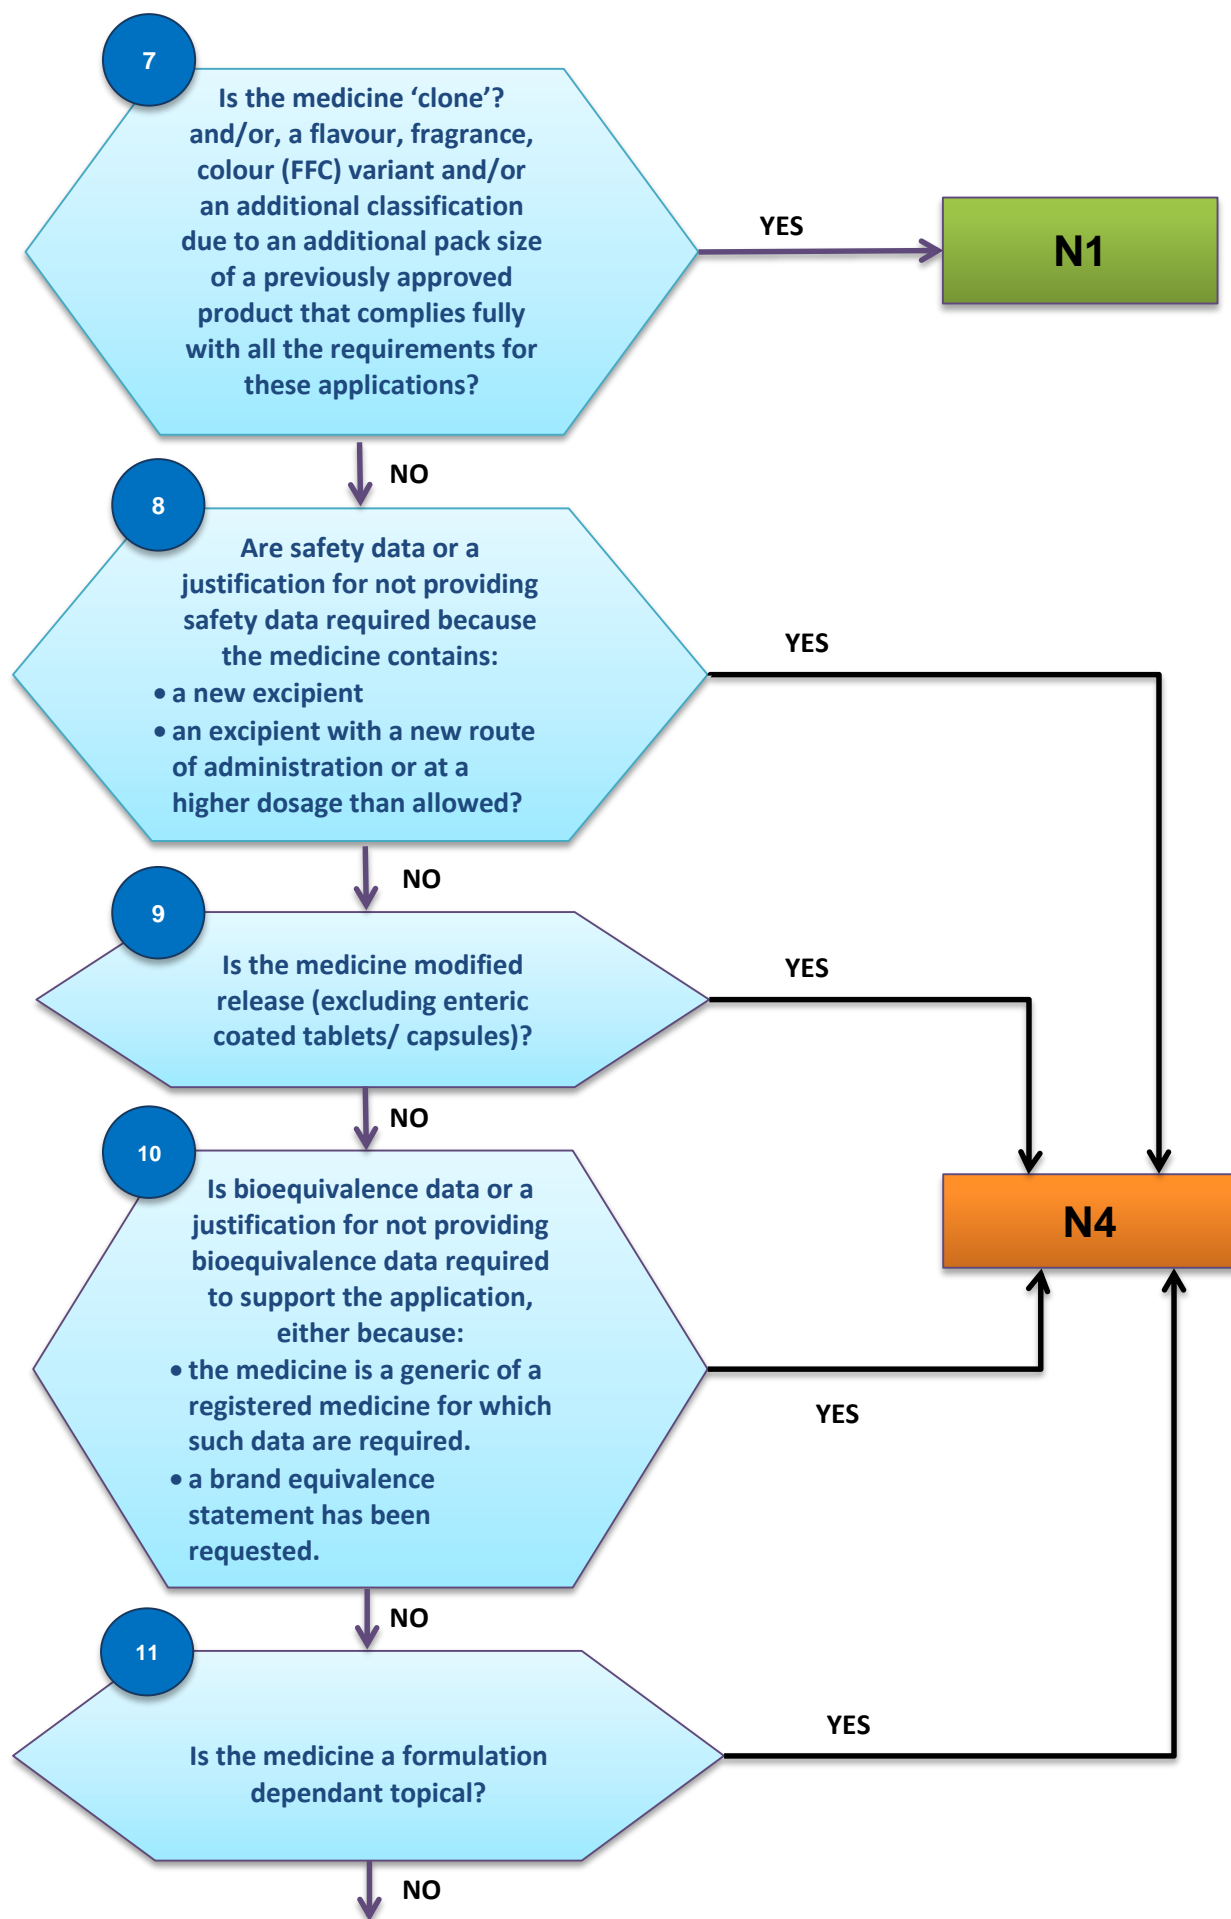 7
Is the medicine ‘clone’?
and/or, a flavour, fragrance,
colour (FFC) variant and/or
an additional classification
due to an additional pack size
of a previously approved
product that complies fully
with all the requirements for
these applications?
YES
N1
NO
8
Are safety data or a
justification for not providing
safety data required because
the medicine contains:
• a new excipient
• an excipient with a new route
of administration or at a
higher dosage than allowed?
YES
NO
9
Is the medicine modified
release (excluding enteric
coated tablets/ capsules)?
YES
NO
10
Is bioequivalence data or a
justification for not providing
bioequivalence data required
to support the application,
either because:
• the medicine is a generic of a
registered medicine for which
such data are required.
• a brand equivalence
statement has been
requested.
N4
YES
NO
11
Is the medicine a formulation
dependant topical?
YES
NO